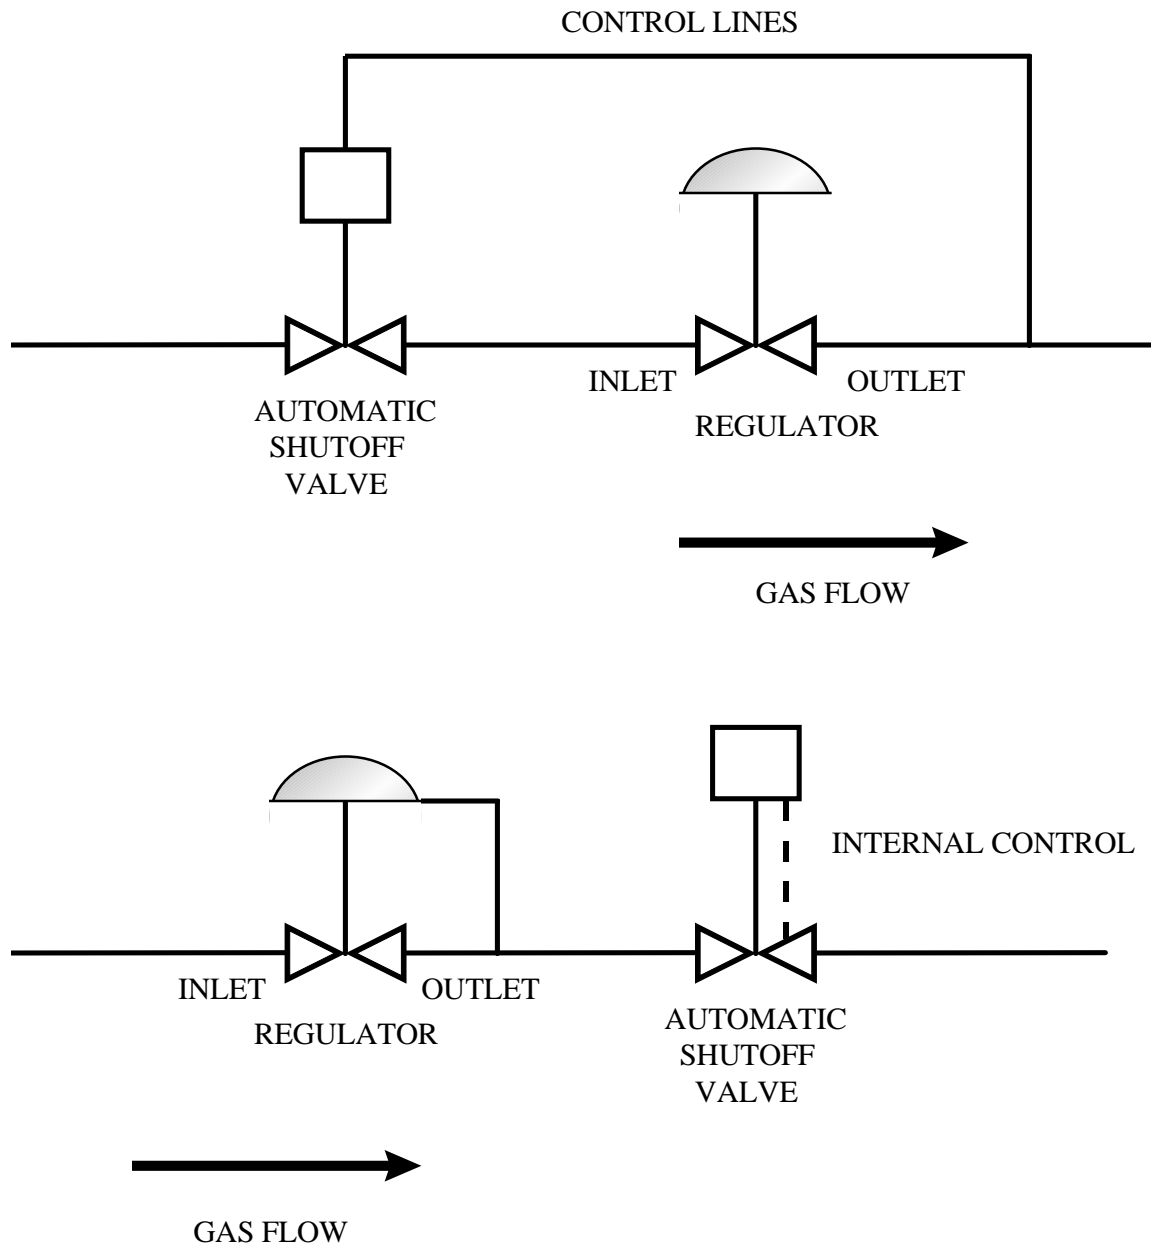 CONTROL LINES
INLET
OUTLET
AUTOMATIC
SHUTOFF
VALVE
REGULATOR
GAS FLOW
INTERNAL CONTROL
INLET
OUTLET
REGULATOR
AUTOMATIC
SHUTOFF
VALVE
GAS FLOW